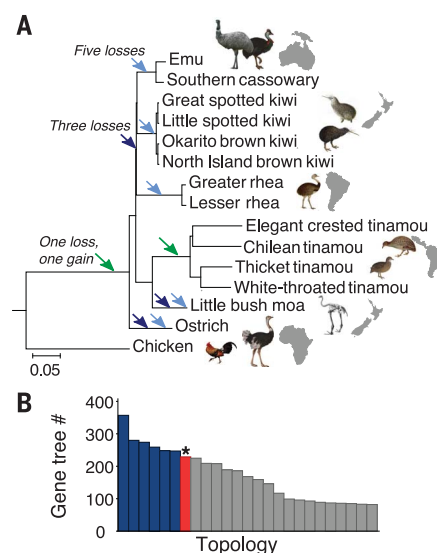 A
Five losses
Emu
Southern cassowary
Great spotted kiwi
Little spotted kiwi
Three losses
Okarito brown kiwi
North Island brown kiwi
Greater rhea
Lesser rhea
Elegant crested tinamou
One loss,
one gain
Chilean tinamou
Thicket tinamou
White-throated tinamou
Little bush moa
Ostrich
Chicken
0.05
B
400
300
200
100
0
Gene tree #
*
Topology